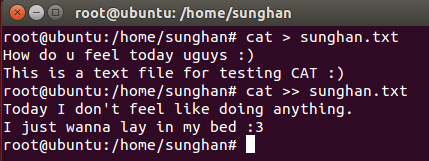 root@ubuntu: /home/sunghan
root@ubuntu:/home/sunghan# cat > sunghan.txt
How do u feel today uguys :)
This is a text file for testing CAT :)
root@ubuntu:/home/sunghan# cat >> sunghan.txt
Today I don't feel like doing anything.
I just wanna lay in my bed :3
root@ubuntu:/home/sunghan#